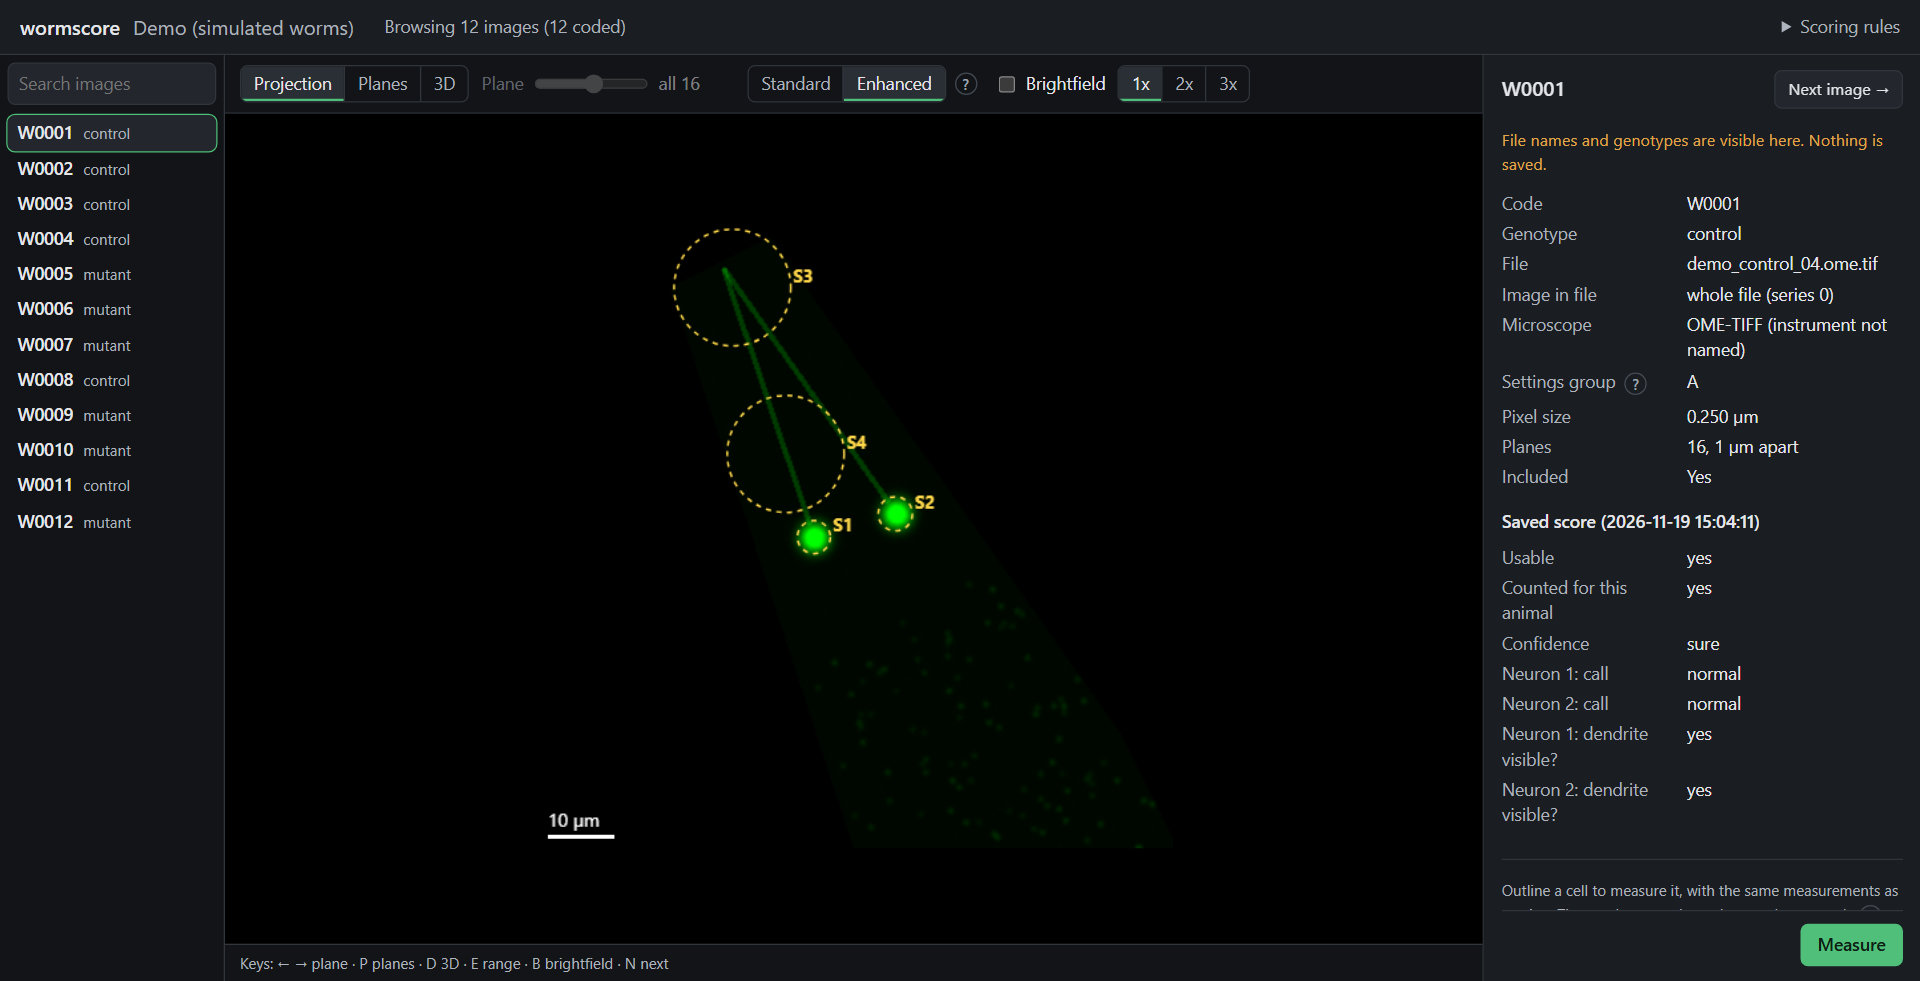 wormscore Demo (simulated worms) Browsing 12 images (12 coded) ▶ Scoring rules
Search images
W0001 control
W0002 control
W0003 control
W0004 control
W0005 mutant
W0006 mutant
W0007 mutant
W0008 control
W0009 mutant
W0010 mutant
W0011 control
W0012 mutant
Projection Planes 3D Plane all 16 Standard Enhanced ? Brightfield 1x 2x 3x
S3
S4
S2
S1
10 µm
Keys: ← → plane · P planes · D 3D · E range · B brightfield · N next
W0001 Next image →
File names and genotypes are visible here. Nothing is
saved.
Code W0001
Genotype control
File demo_control_04.ome.tif
Image in file whole file (series 0)
Microscope OME-TIFF (instrument not
named)
Settings group ? A
Pixel size 0.250 µm
Planes 16, 1 µm apart
Included Yes
Saved score (2026-11-19 15:04:11)
Usable yes
Counted for this yes
animal
Confidence sure
Neuron 1: call normal
Neuron 2: call normal
Neuron 1: dendrite yes
visible?
Neuron 2: dendrite yes
visible?
Outline a cell to measure it, with the same measurements as
Measure